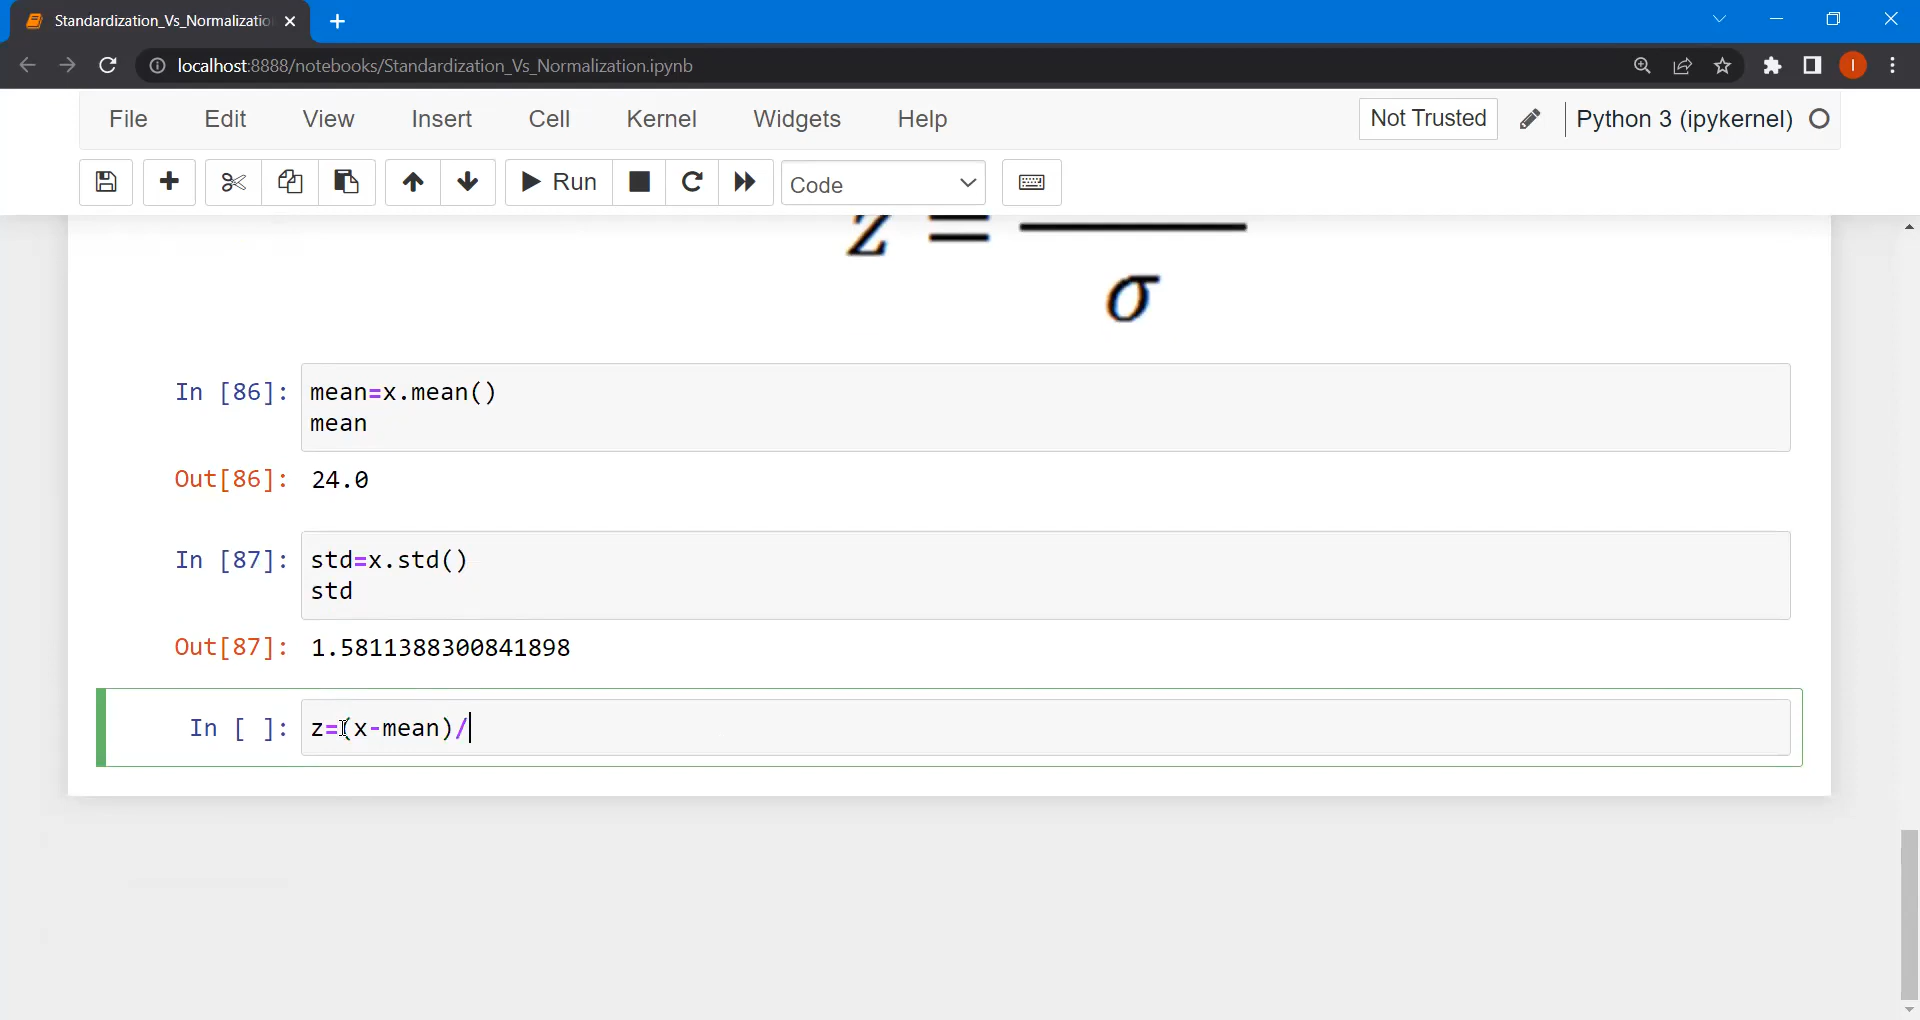 Standardization_Vs_Normalizatio
localhost:8888/notebooks/Standardization_Vs_Normalization.ipynb
I
File Edit View Insert Cell Kernel Widgets Help Not Trusted Python 3 (ipykernel)
Run Code
z =
σ
In [86]: mean=x.mean()
mean
Out[86]: 24.0
In [87]: std=x.std()
std
Out[87]: 1.5811388300841898
In [ ]: z=(x-mean)/